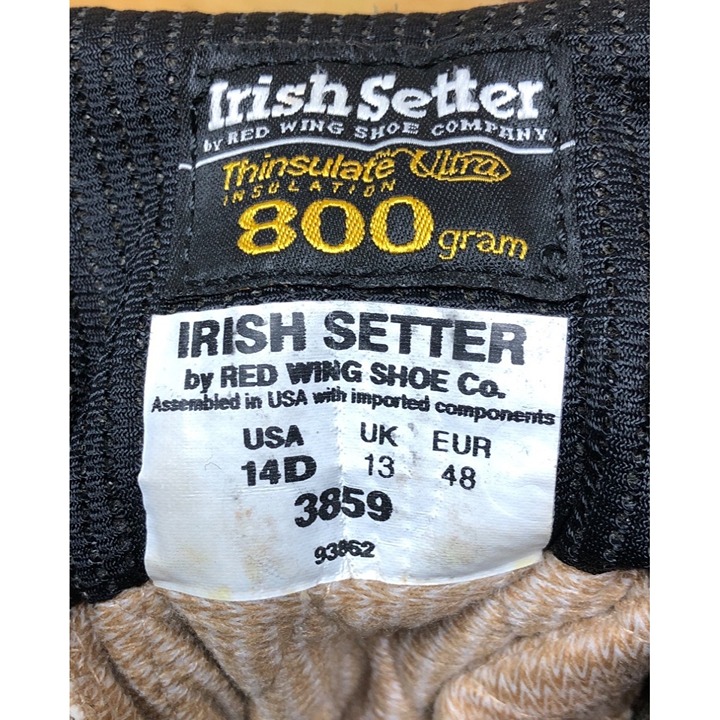 Irish Setter
by RED WING SHOE COMPANY
Thinsulate Ultra
INSULATION
800 gram
IRISH SETTER
by RED WING SHOE Co.
Assembled in USA with imported components
USA UK EUR
14D 13 48
3859
93862